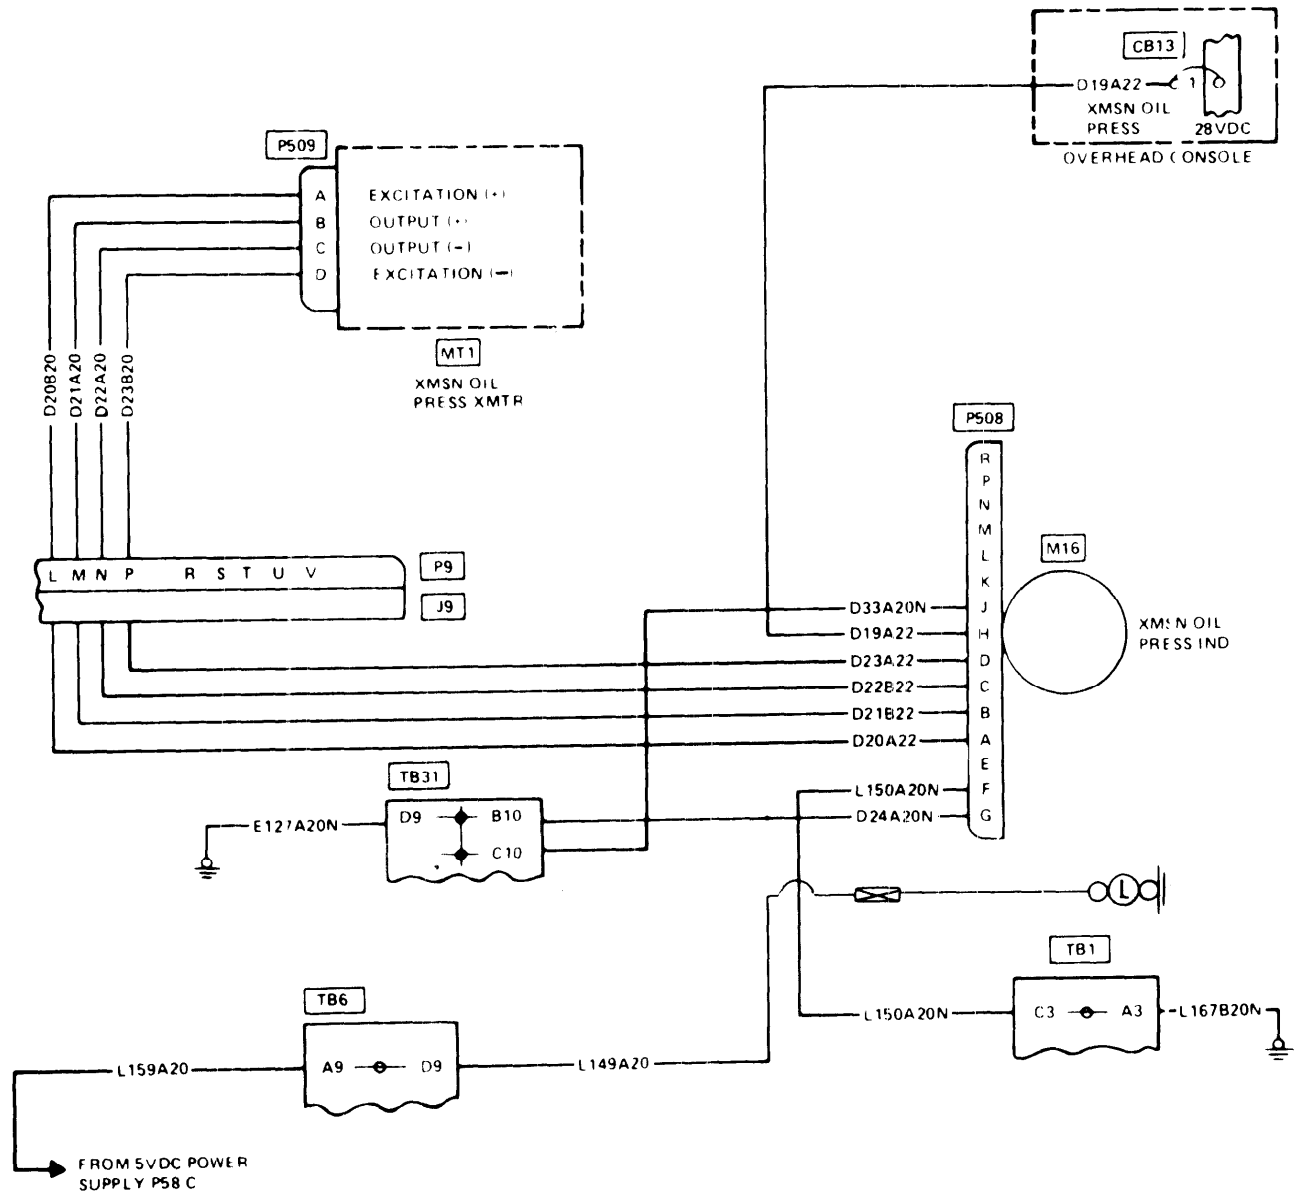 CB13
D19A22 1
XMSN OIL
PRESS
28VDC
OVERHEAD CONSOLE
P509
A EXCITATION (+)
B OUTPUT (+)
C OUTPUT (−)
D EXCITATION (−)
MT1
XMSN OIL
PRESS XMTR
D20B20
D21A20
D22A20
D23B20
P508
R
P
N
M
L
K
M16
L M N P R S T U V
P9
J9
D33A20N J
D19A22 H
XMSN OIL
PRESS IND
D23A22 D
D22B22 C
D21B22 B
D20A22 A
E
L150A20N F
D24A20N G
TB31
E127A20N D9 B10
C10
L
TB1
L150A20N C3 A3 L167B20N
TB6
L159A20 A9 D9 L149A20
FROM 5VDC POWER
SUPPLY P58 C